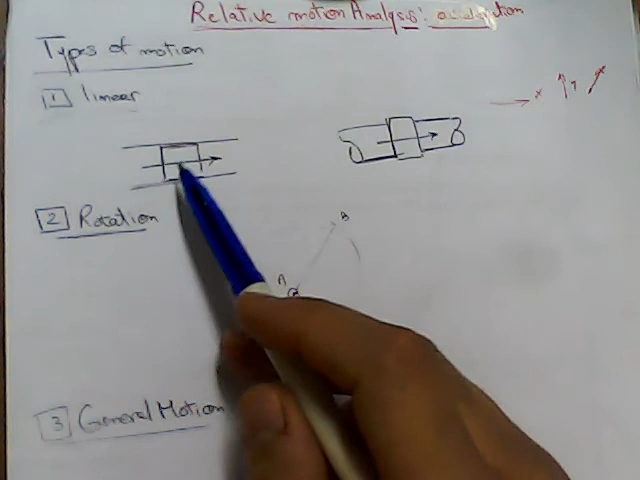 Relative motion Analysis: acceleration
Types of motion
1 linear
x
y
2 Rotation
B
A
3 General Motion